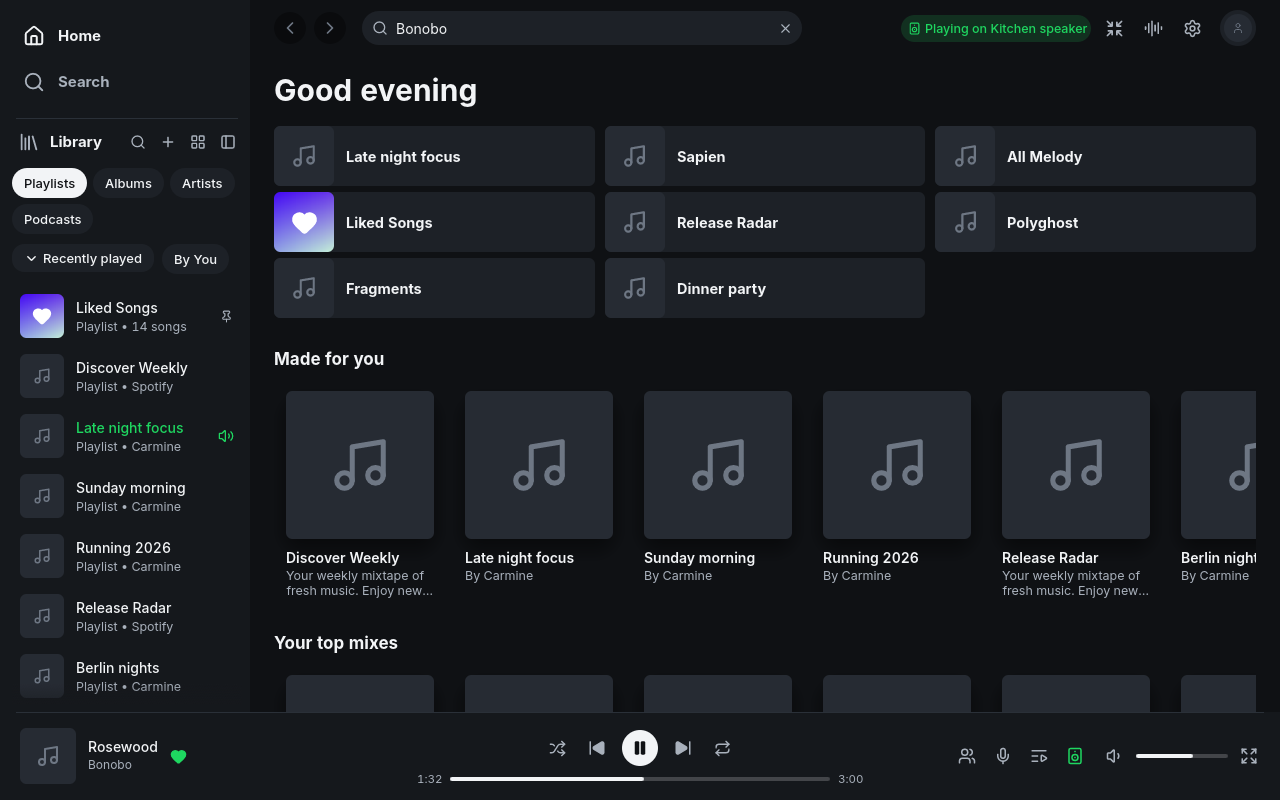 Home
Search
Library
Playlists
Albums
Artists
Podcasts
Recently played
By You
Liked Songs
Playlist • 14 songs
Discover Weekly
Playlist • Spotify
Late night focus
Playlist • Carmine
Sunday morning
Playlist • Carmine
Running 2026
Playlist • Carmine
Release Radar
Playlist • Spotify
Berlin nights
Playlist • Carmine
Bonobo
Playing on Kitchen speaker
Good evening
Late night focus
Sapien
All Melody
Liked Songs
Release Radar
Polyghost
Fragments
Dinner party
Made for you
Discover Weekly
Your weekly mixtape of
fresh music. Enjoy new…
Late night focus
By Carmine
Sunday morning
By Carmine
Running 2026
By Carmine
Release Radar
Your weekly mixtape of
fresh music. Enjoy new…
Berlin night
By Carmine
Your top mixes
Rosewood
Bonobo
1:32
3:00